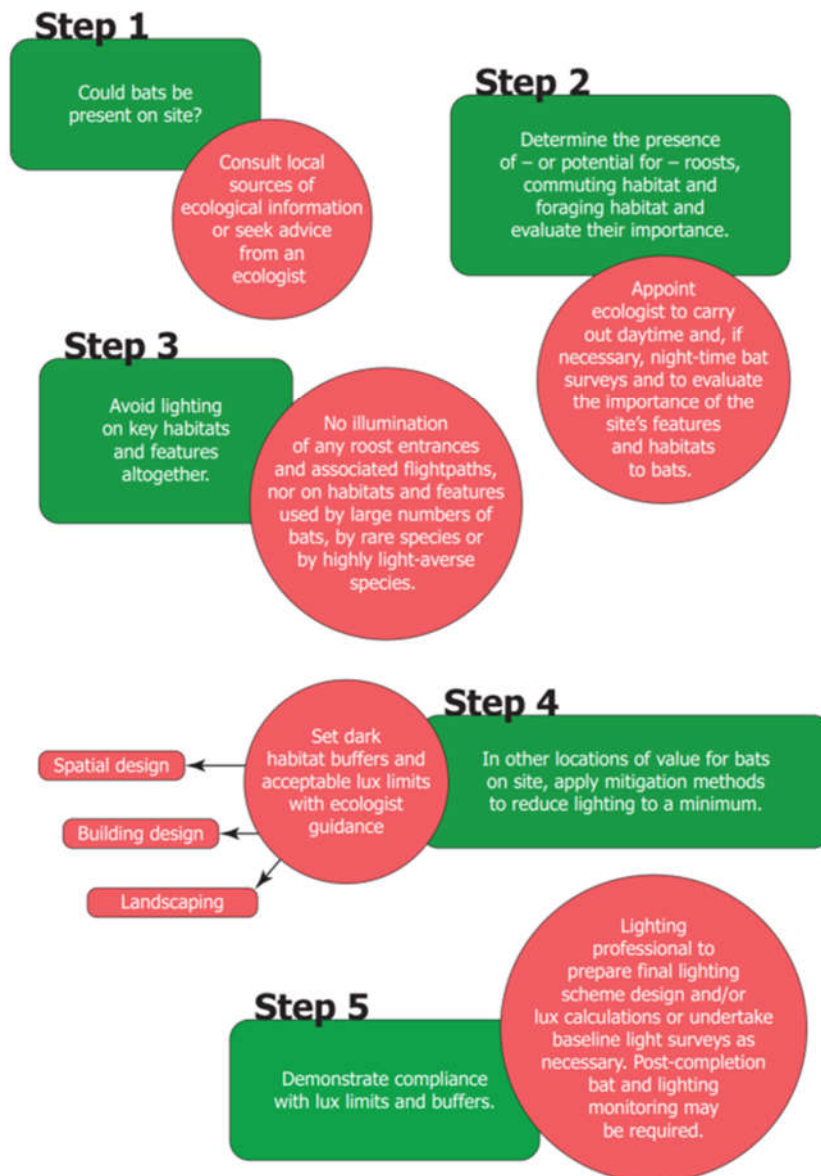 Step 1
Could bats be
present on site?
Consult local
sources of
ecological information
or seek advice
from an
ecologist
Step 2
Determine the presence
of – or potential for – roosts,
commuting habitat and
foraging habitat and
evaluate their importance.
Appoint
ecologist to carry
out daytime and, if
necessary, night-time bat
surveys and to evaluate
the importance of the
site's features
and habitats
to bats.
Step 3
Avoid lighting
on key habitats
and features
altogether.
No illumination
of any roost entrances
and associated flightpaths,
nor on habitats and features
used by large numbers of
bats, by rare species or
by highly light-averse
species.
Step 4
In other locations of value for bats
on site, apply mitigation methods
to reduce lighting to a minimum.
Set dark
habitat buffers and
acceptable lux limits
with ecologist
guidance
Spatial design
Building design
Landscaping
Step 5
Demonstrate compliance
with lux limits and buffers.
Lighting
professional to
prepare final lighting
scheme design and/or
lux calculations or undertake
baseline light surveys as
necessary. Post-completion
bat and lighting
monitoring may
be required.